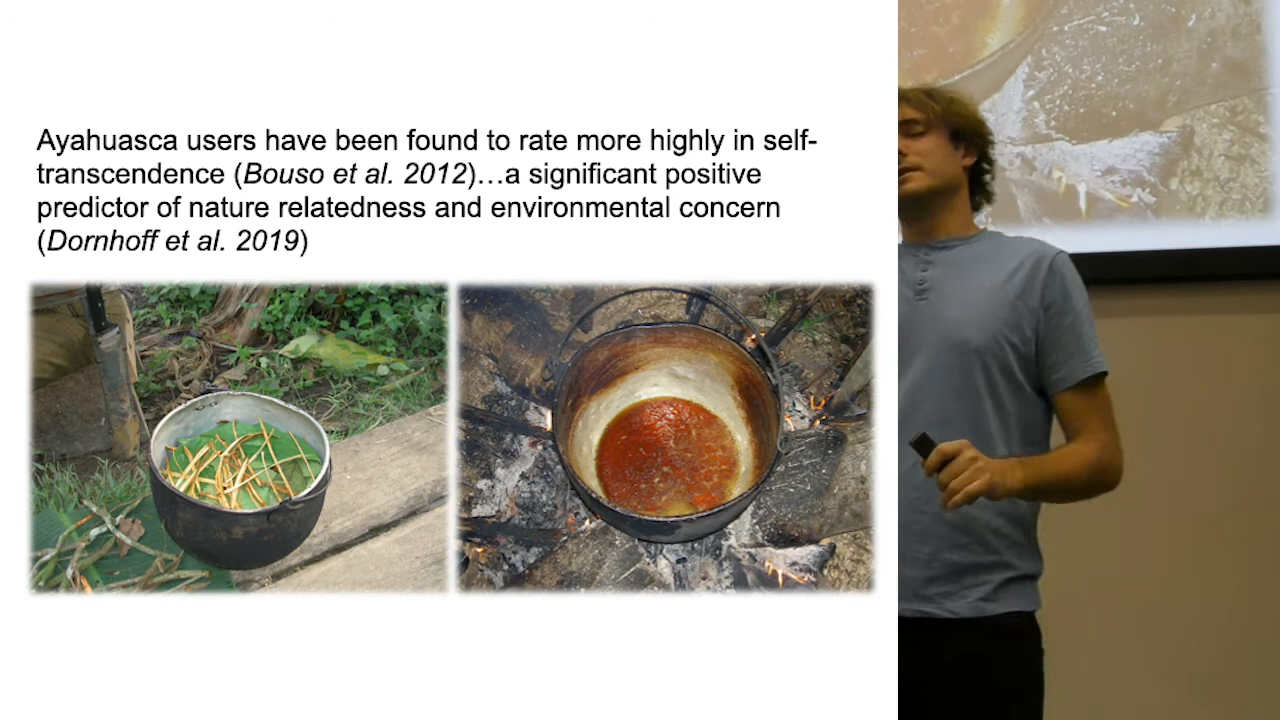 Ayahuasca users have been found to rate more highly in self-
transcendence (Bouso et al. 2012)…a significant positive
predictor of nature relatedness and environmental concern
(Dornhoff et al. 2019)